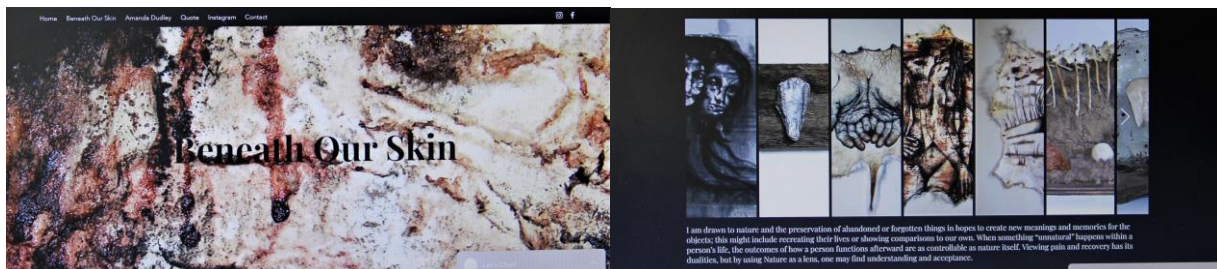 Home Beneath Our Skin Amanda Dudley Quote Instagram Contact
Beneath Our Skin
I am drawn to nature and the preservation of abandoned or forgotten things in hopes to create new meanings and memories for the
objects; this might include recreating their lives or showing comparisons to our own. When something "unnatural" happens within a
person's life, the outcomes of how a person functions afterward are as controllable as nature itself. Viewing pain and recovery has its
dualities, but by using Nature as a lens, one may find understanding and acceptance.